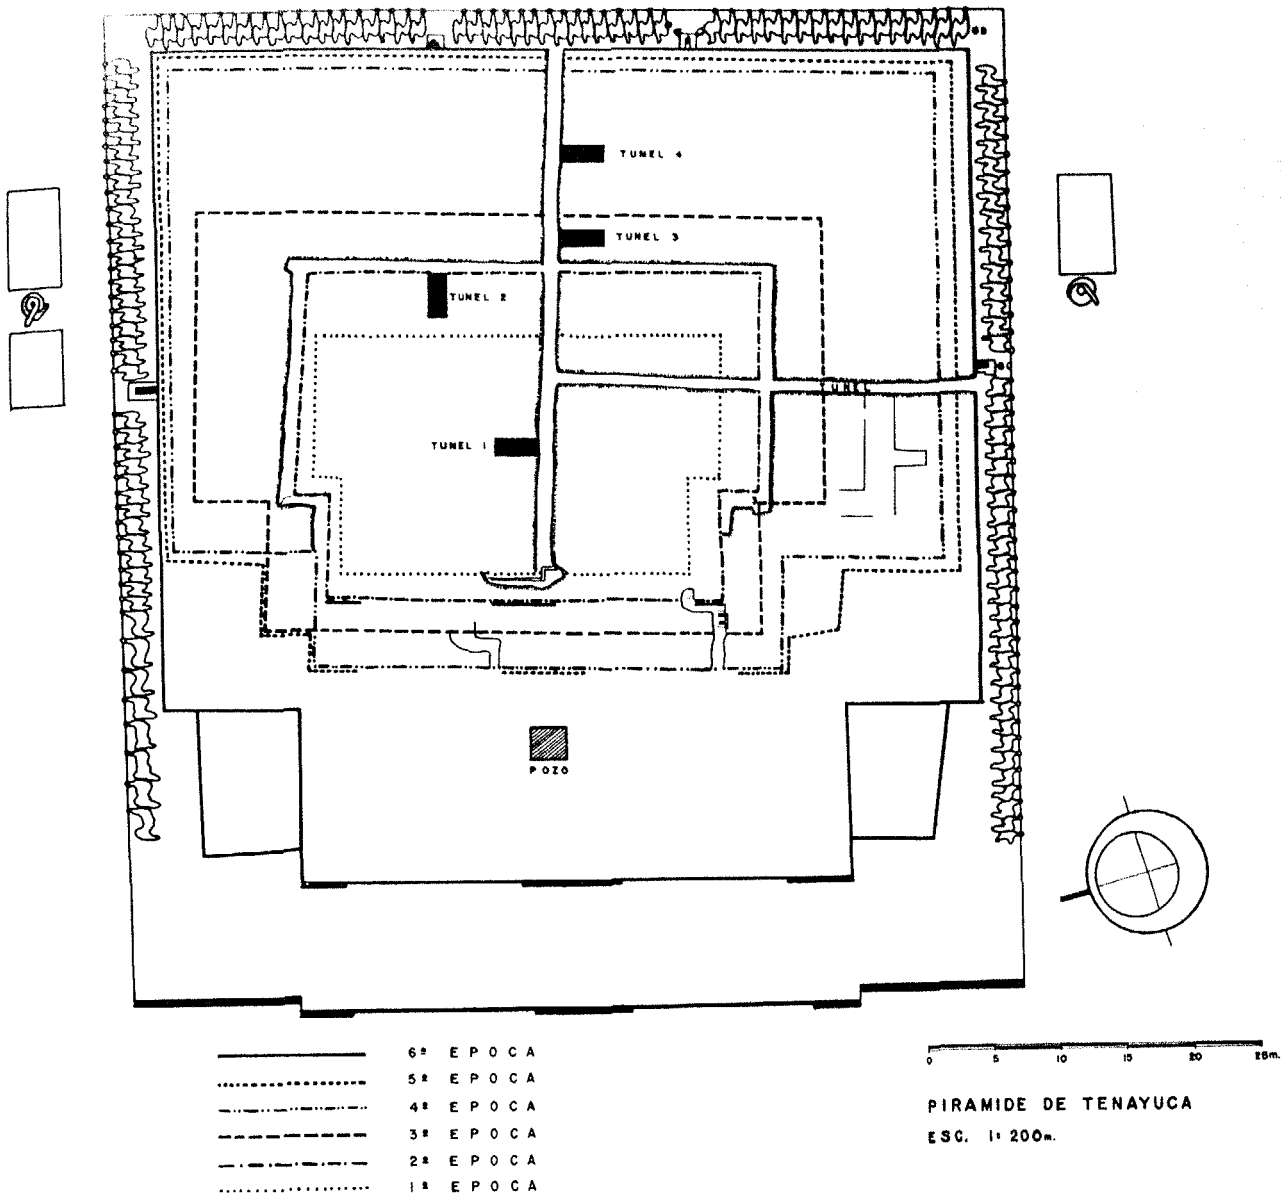 TUNEL 4
TUNEL 3
TUNEL 2
TUNEL
TUNEL 1
POZO
6ª EPOCA
5ª EPOCA
4ª EPOCA
3ª EPOCA
2ª EPOCA
1ª EPOCA
0 5 10 15 20 25m.
PIRAMIDE DE TENAYUCA
ESC. 1: 200m.